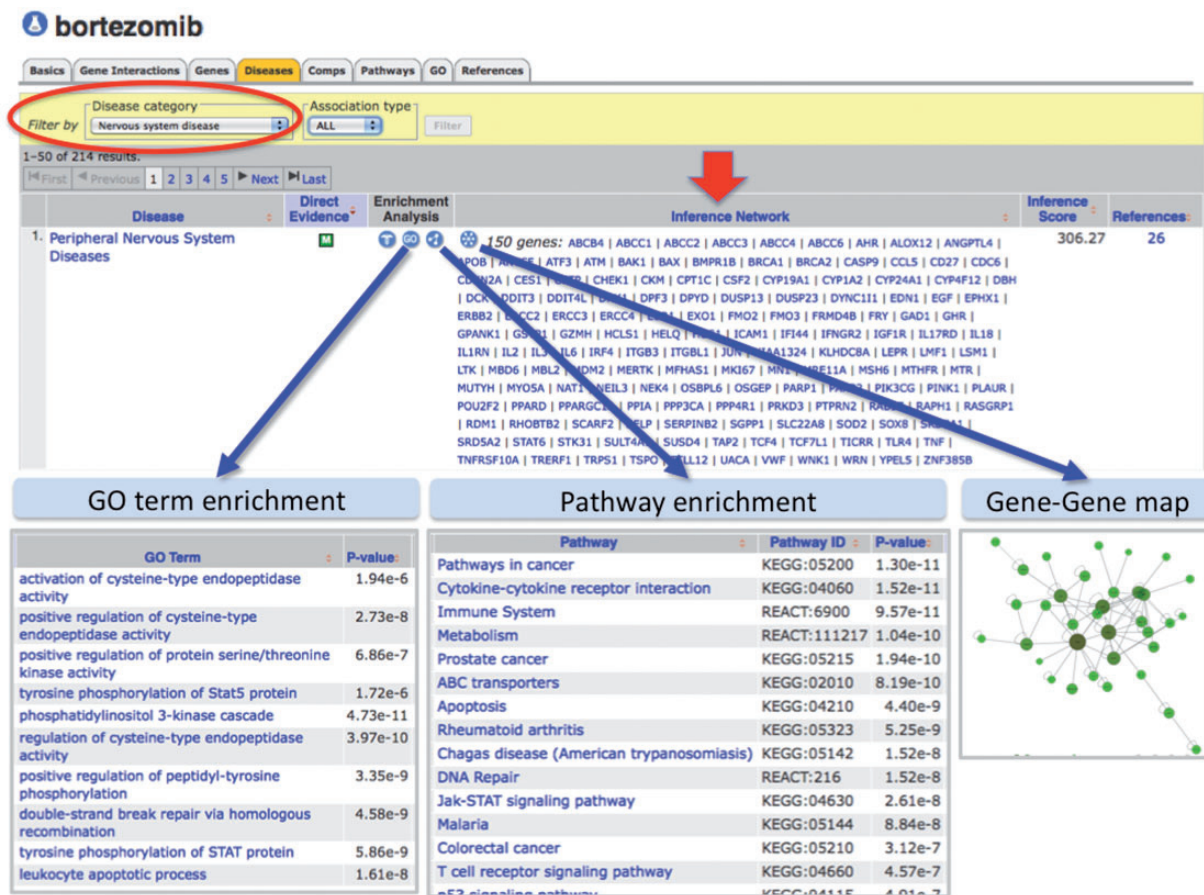 bortezomib
Basics Gene Interactions Genes Diseases Comps Pathways GO References
Disease category Association type
Filter by Nervous system disease ALL Filter
1–50 of 214 results.
First Previous 1 2 3 4 5 Next Last
Disease Direct Evidence Enrichment Analysis Inference Network Inference Score References
1. Peripheral Nervous System M T GO 150 genes: ABCB4 | ABCC1 | ABCC2 | ABCC3 | ABCC4 | ABCC6 | AHR | ALOX12 | ANGPTL4 | 306.27 26
Diseases
APOB | ATF3 | ATM | BAK1 | BAX | BMPR1B | BRCA1 | BRCA2 | CASP9 | CCL5 | CD27 | CDC6 |
CES1 | CHEK1 | CKM | CPT1C | CSF2 | CYP19A1 | CYP1A2 | CYP24A1 | CYP4F12 | DBH
| DCK | DDIT3 | DDIT4L | DPF3 | DPYD | DUSP13 | DUSP23 | DYNC1I1 | EDN1 | EGF | EPHX1 |
ERBB2 | ERCC3 | ERCC4 | EXO1 | FMO2 | FMO3 | FRMD4B | FRY | GAD1 | GHR |
GPANK1 | GZMH | HCLS1 | HELQ | ICAM1 | IFI44 | IFNGR2 | IGF1R | IL17RD | IL18 |
IL1RN | IL2 | IL6 | IRF4 | ITGB3 | ITGBL1 | JUN | KLHDC8A | LEPR | LMF1 | LSM1 |
LTK | MBD6 | MBL2 | MERTK | MFHAS1 | MKI67 | MSH6 | MTHFR | MTR |
MUTYH | MYO5A | NAT1 | NEIL3 | NEK4 | OSBPL6 | OSGEP | PARP1 | PIK3CG | PINK1 | PLAUR |
POU2F2 | PPARD | PPIA | PPP3CA | PPP4R1 | PRKD3 | PTPRN2 | RAPH1 | RASGRP1
| RDM1 | RHOBTB2 | SCARF2 | SERPINB2 | SGPP1 | SLC22A8 | SOD2 | SOX8 |
SRD5A2 | STAT6 | STK31 | SUSD4 | TAP2 | TCF4 | TCF7L1 | TICRR | TLR4 | TNF |
TNFRSF10A | TRERF1 | TRPS1 | TSPO | UACA | VWF | WNK1 | WRN | YPEL5 | ZNF385B
GO term enrichment Pathway enrichment Gene-Gene map
GO Term P-value
activation of cysteine-type endopeptidase 1.94e-6
activity
positive regulation of cysteine-type 2.73e-8
endopeptidase activity
positive regulation of protein serine/threonine 6.86e-7
kinase activity
tyrosine phosphorylation of Stat5 protein 1.72e-6
phosphatidylinositol 3-kinase cascade 4.73e-11
regulation of cysteine-type endopeptidase 3.97e-10
activity
positive regulation of peptidyl-tyrosine 3.35e-9
phosphorylation
double-strand break repair via homologous 4.58e-9
recombination
tyrosine phosphorylation of STAT protein 5.86e-9
leukocyte apoptotic process 1.61e-8
Pathway Pathway ID P-value
Pathways in cancer KEGG:05200 1.30e-11
Cytokine-cytokine receptor interaction KEGG:04060 1.52e-11
Immune System REACT:6900 9.57e-11
Metabolism REACT:111217 1.04e-10
Prostate cancer KEGG:05215 1.94e-10
ABC transporters KEGG:02010 8.19e-10
Apoptosis KEGG:04210 4.40e-9
Rheumatoid arthritis KEGG:05323 5.25e-9
Chagas disease (American trypanosomiasis) KEGG:05142 1.52e-8
DNA Repair REACT:216 1.52e-8
Jak-STAT signaling pathway KEGG:04630 2.61e-8
Malaria KEGG:05144 8.84e-8
Colorectal cancer KEGG:05210 3.12e-7
T cell receptor signaling pathway KEGG:04660 4.57e-7